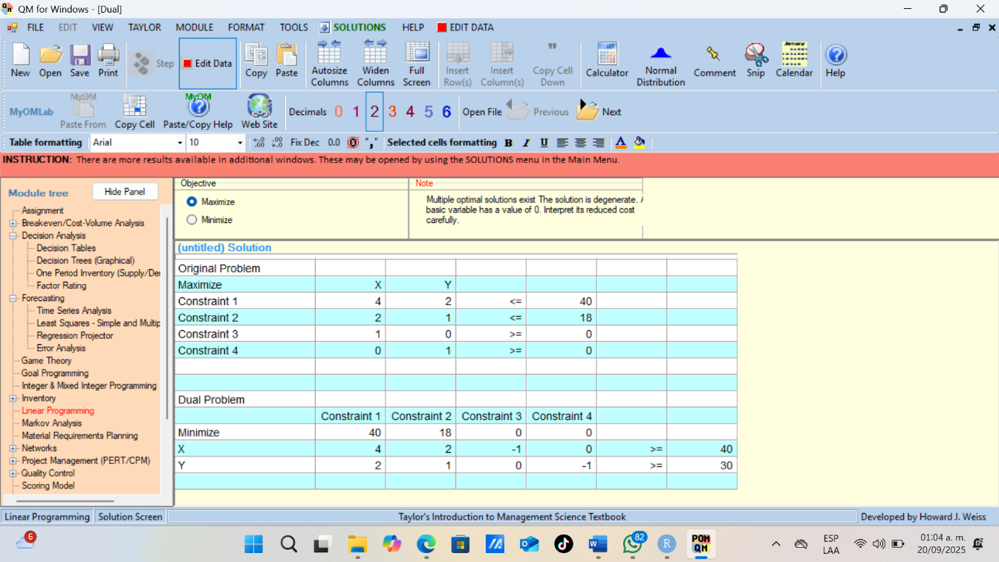 QM for Windows - [Dual]
FILE EDIT VIEW TAYLOR MODULE FORMAT TOOLS SOLUTIONS HELP EDIT DATA
New Open Save Print Step Edit Data Copy Paste Autosize Columns Widen Columns Full Screen Insert Row(s) Insert Column(s) Copy Cell Down Calculator Normal Distribution Comment Snip Calendar Help
MyOMLab Paste From Copy Cell Paste/Copy Help Web Site Decimals 0 1 2 3 4 5 6 Open File Previous Next
Table formatting Arial 10 Fix Dec 0.0 Selected cells formatting B I U A
INSTRUCTION: There are more results available in additional windows. These may be opened by using the SOLUTIONS menu in the Main Menu.
Module tree
Hide Panel
Assignment
Breakeven/Cost-Volume Analysis
Decision Analysis
Decision Tables
Decision Trees (Graphical)
One Period Inventory (Supply/De
Factor Rating
Forecasting
Time Series Analysis
Least Squares - Simple and Multip
Regression Projector
Error Analysis
Game Theory
Goal Programming
Integer & Mixed Integer Programming
Inventory
Linear Programming
Markov Analysis
Material Requirements Planning
Networks
Project Management (PERT/CPM)
Quality Control
Scoring Model
Objective
Maximize
Minimize
Note
Multiple optimal solutions exist The solution is degenerate. A
basic variable has a value of 0. Interpret its reduced cost
carefully.
(untitled) Solution
Original Problem
Maximize X Y
Constraint 1 4 2 <= 40
Constraint 2 2 1 <= 18
Constraint 3 1 0 >= 0
Constraint 4 0 1 >= 0
Dual Problem
Constraint 1 Constraint 2 Constraint 3 Constraint 4
Minimize 40 18 0 0
X 4 2 -1 0 >= 40
Y 2 1 0 -1 >= 30
Linear Programming Solution Screen Taylor's Introduction to Management Science Textbook Developed by Howard J. Weiss
6
82
POM QM
ESP
LAA
01:04 a. m.
20/09/2025